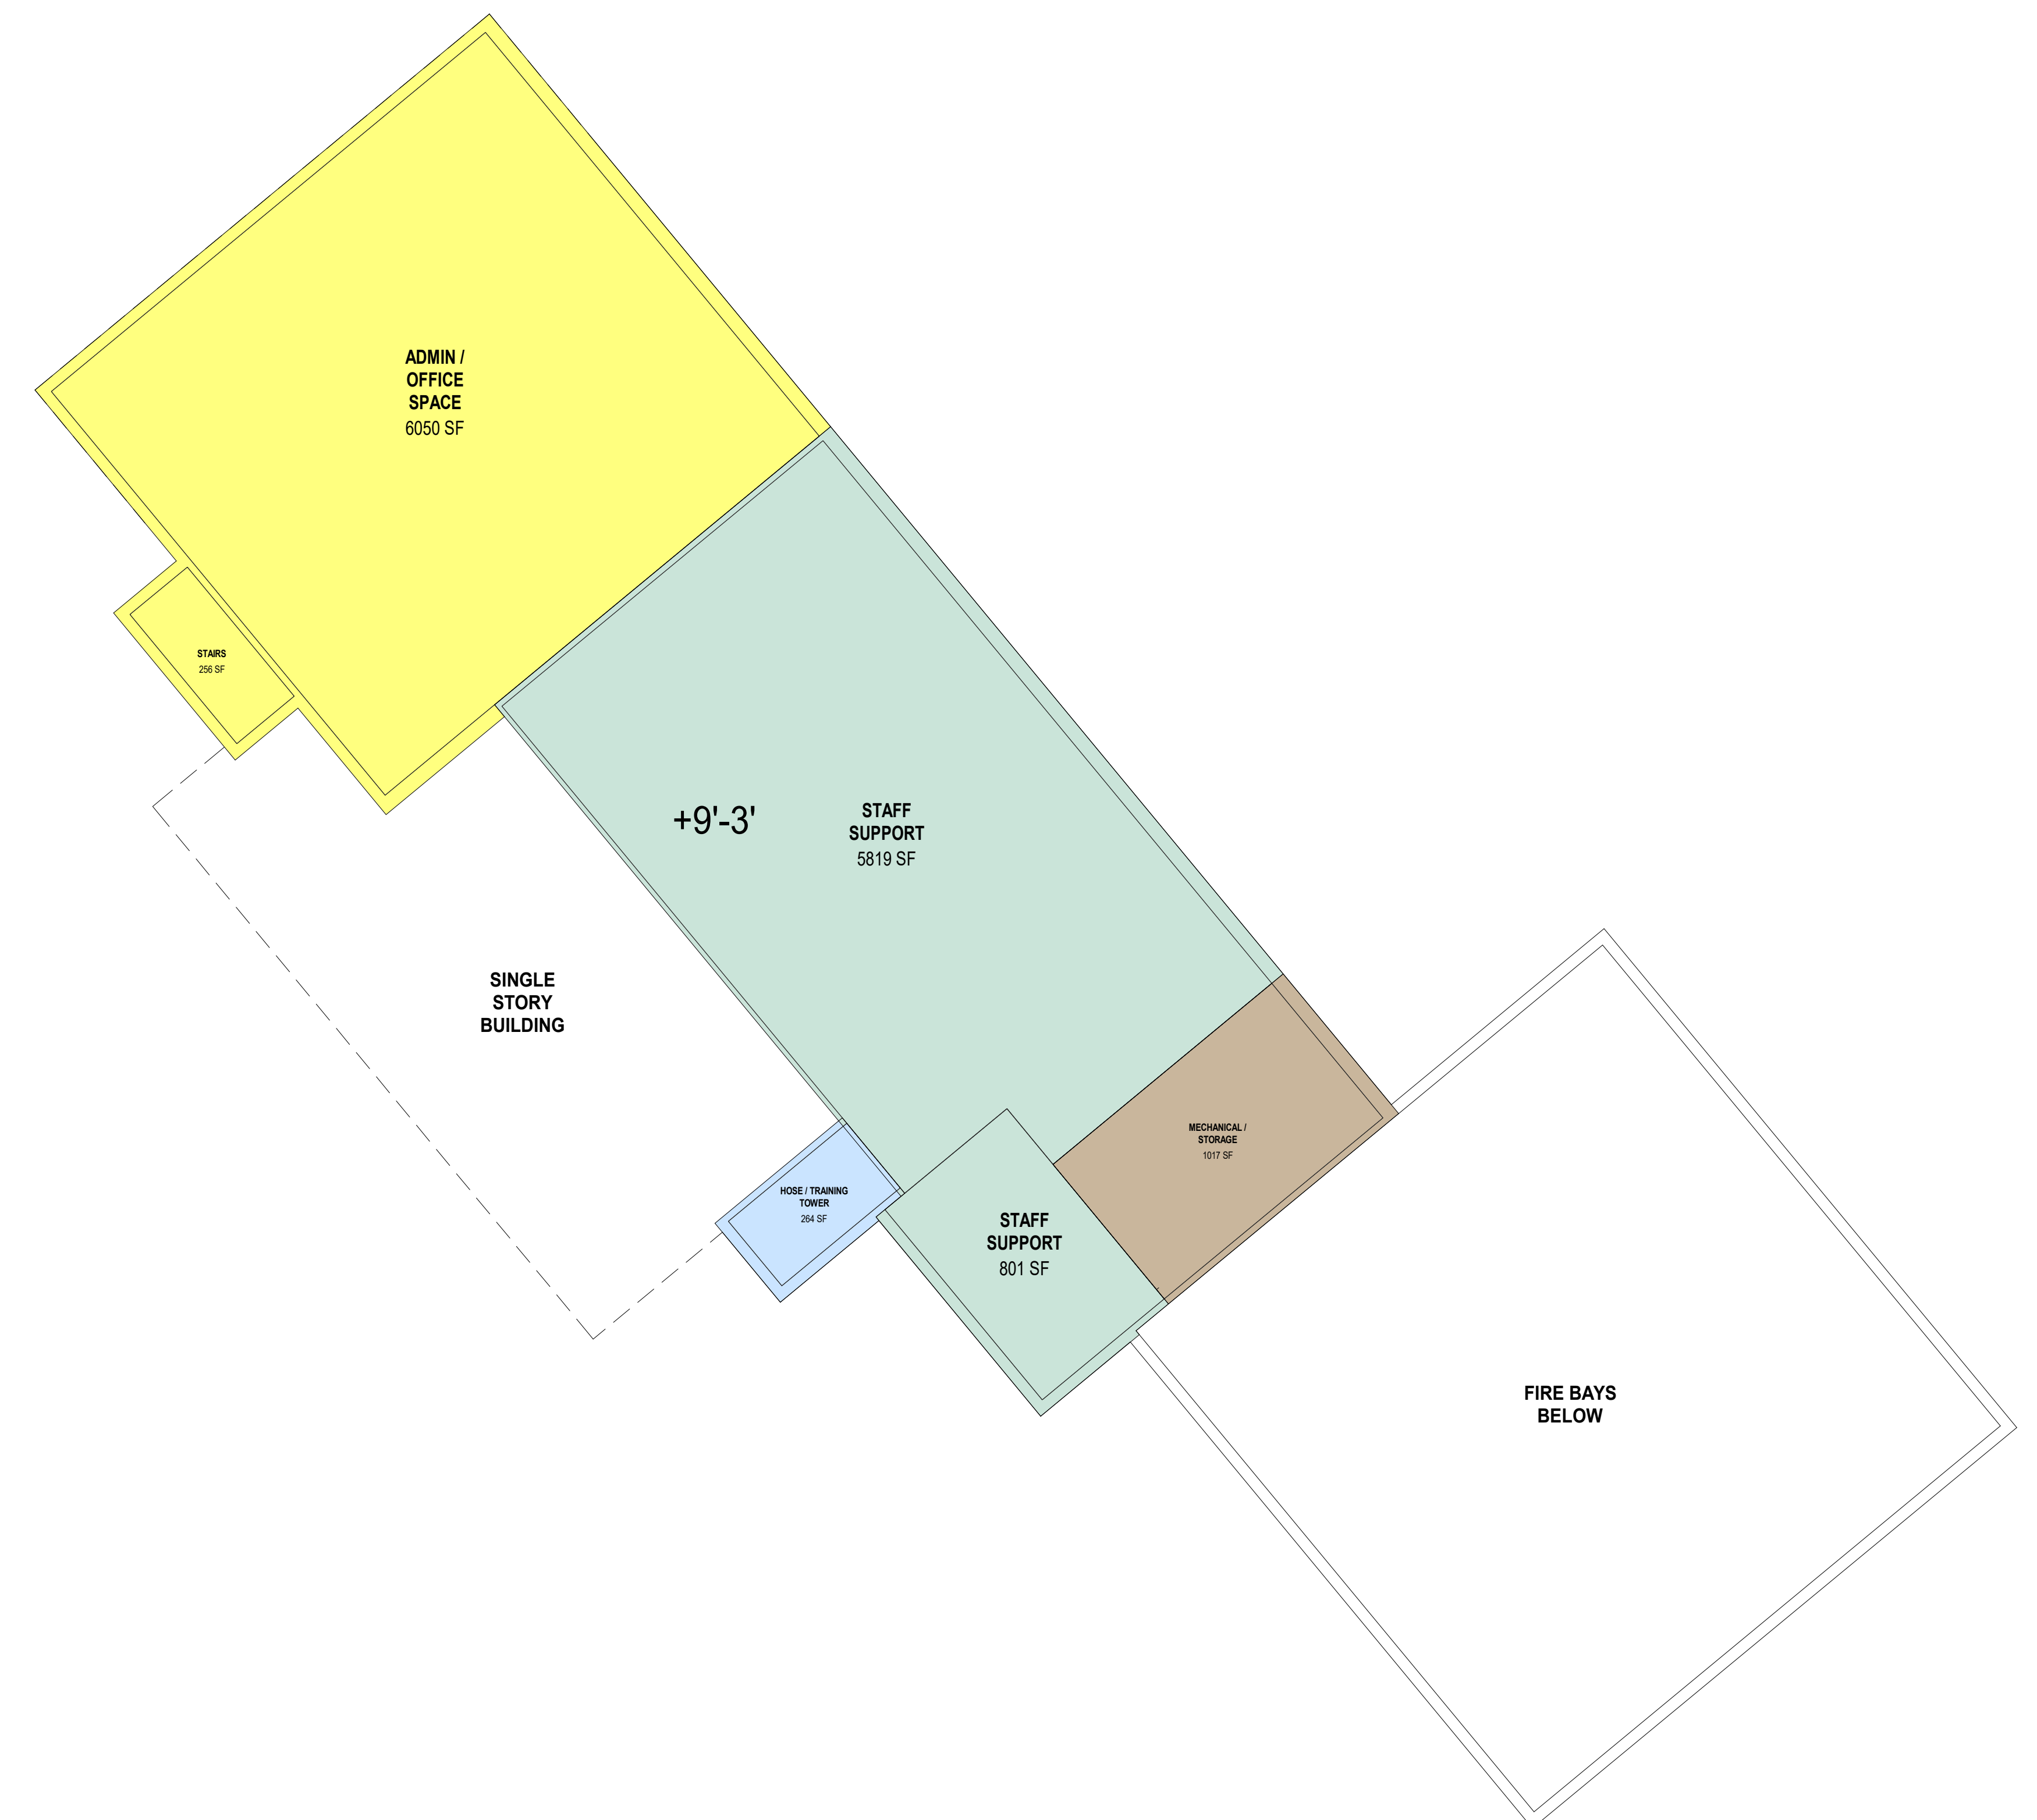 ADMIN /
OFFICE
SPACE
6050 SF
STAIRS
256 SF
+9'-3'
STAFF
SUPPORT
5819 SF
SINGLE
STORY
BUILDING
MECHANICAL /
STORAGE
1017 SF
HOSE / TRAINING
TOWER
264 SF
STAFF
SUPPORT
801 SF
FIRE BAYS
BELOW